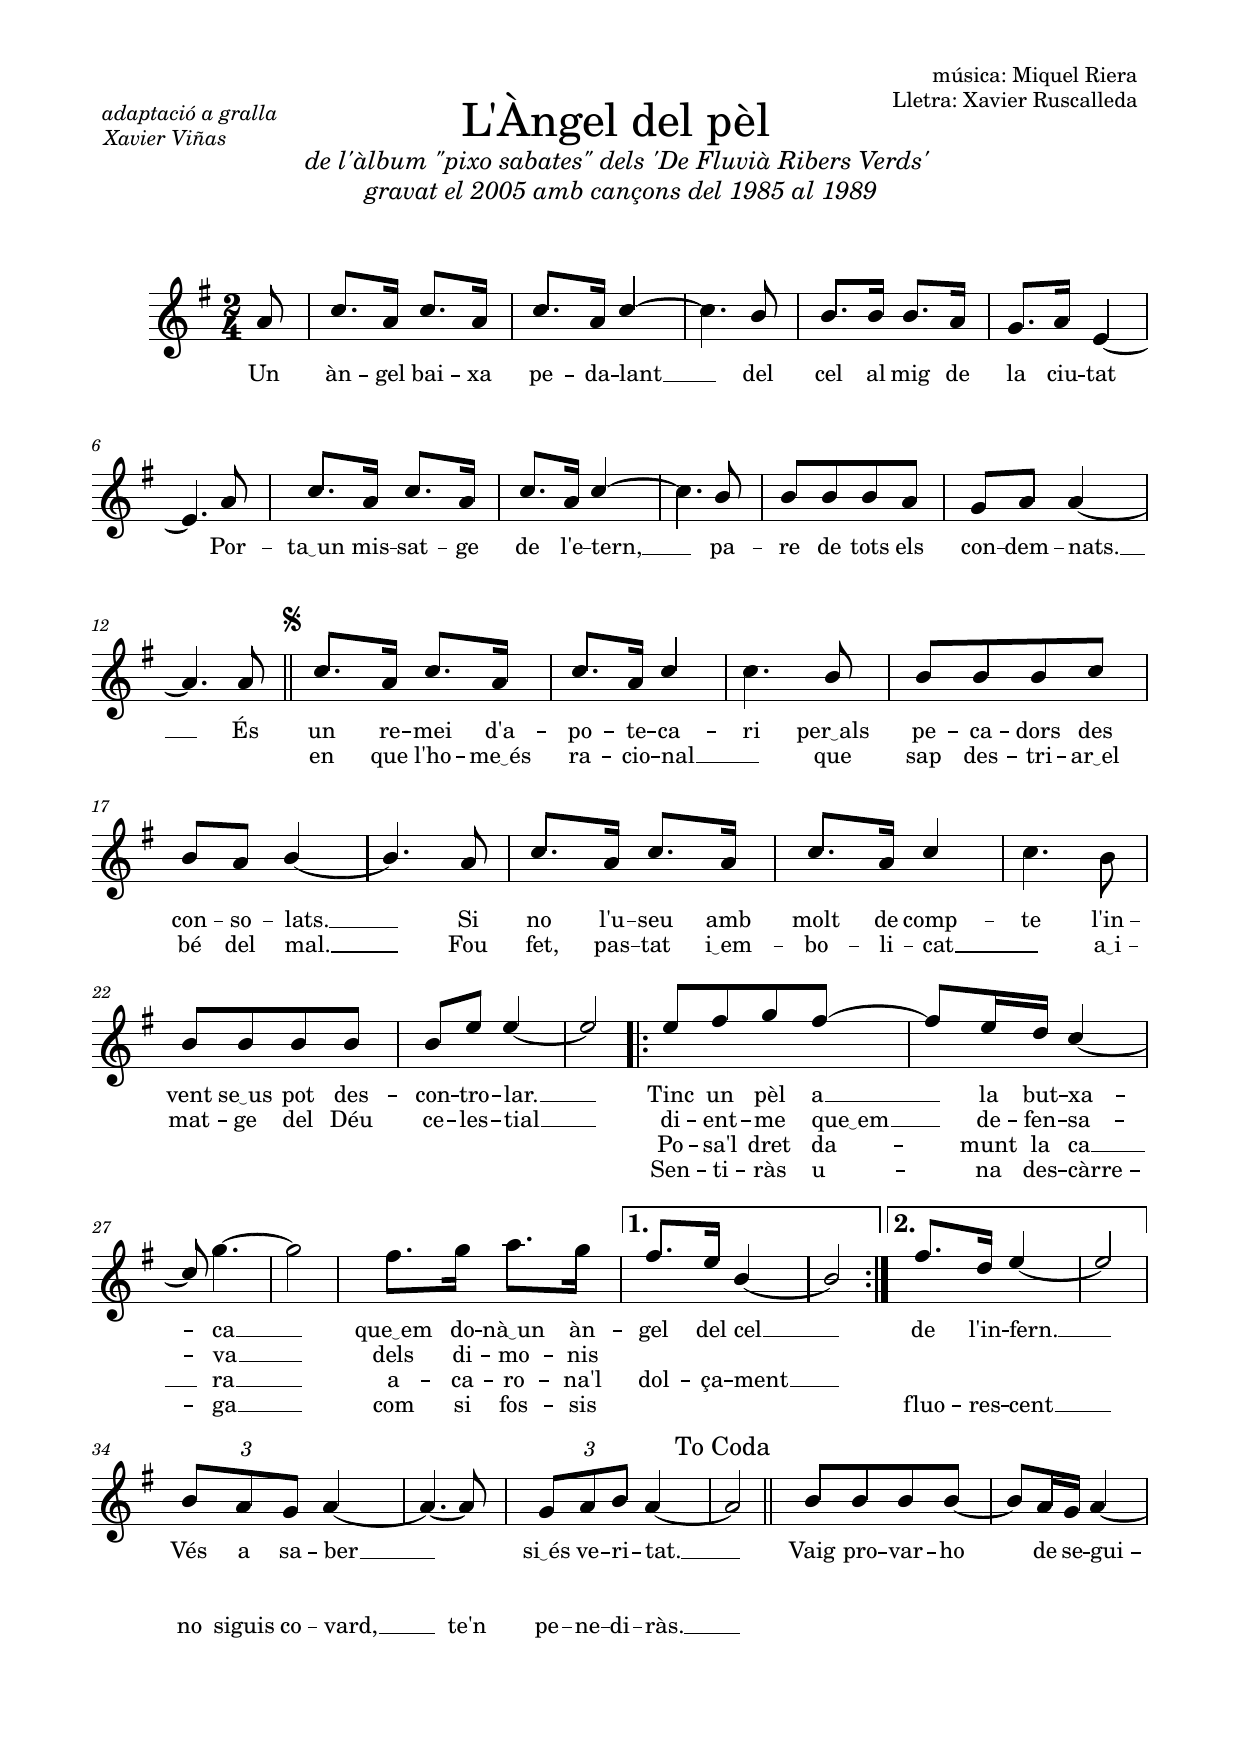 música: Miquel Riera
Lletra: Xavier Ruscalleda
adaptació a gralla
Xavier Viñas
L'Àngel del pèl
de l'àlbum "pixo sabates" dels 'De Fluvià Ribers Verds'
gravat el 2005 amb cançons del 1985 al 1989
2
4
Un àn – gel bai – xa pe – da – lant del cel al mig de la ciu – tat
6
Por – ta‿un mis – sat – ge de l'e – tern, pa – re de tots els con – dem – nats.
12
És un re – mei d'a – po – te – ca – ri per‿als pe – ca – dors des
en que l'ho – me‿és ra – cio – nal que sap des – tri – ar‿el
17
con – so – lats. Si no l'u – seu amb molt de comp – te l'in –
bé del mal. Fou fet, pas – tat i‿em – bo – li – cat a‿i –
22
vent se‿us pot des – con – tro – lar. Tinc un pèl a la but – xa –
mat – ge del Déu ce – les – tial di – ent – me que‿em de – fen – sa –
Po – sa'l dret da – munt la ca
Sen – ti – ràs u – na des – càrre –
27
1. 2.
– ca que‿em do – nà‿un àn – gel del cel de l'in – fern.
– va dels di – mo – nis
ra a – ca – ro – na'l dol – ça – ment
– ga com si fos – sis fluo – res – cent
34
3 3 To Coda
Vés a sa – ber si‿és ve – ri – tat. Vaig pro – var – ho de se – gui –
no siguis co – vard, te'n pe – ne – di – ràs.